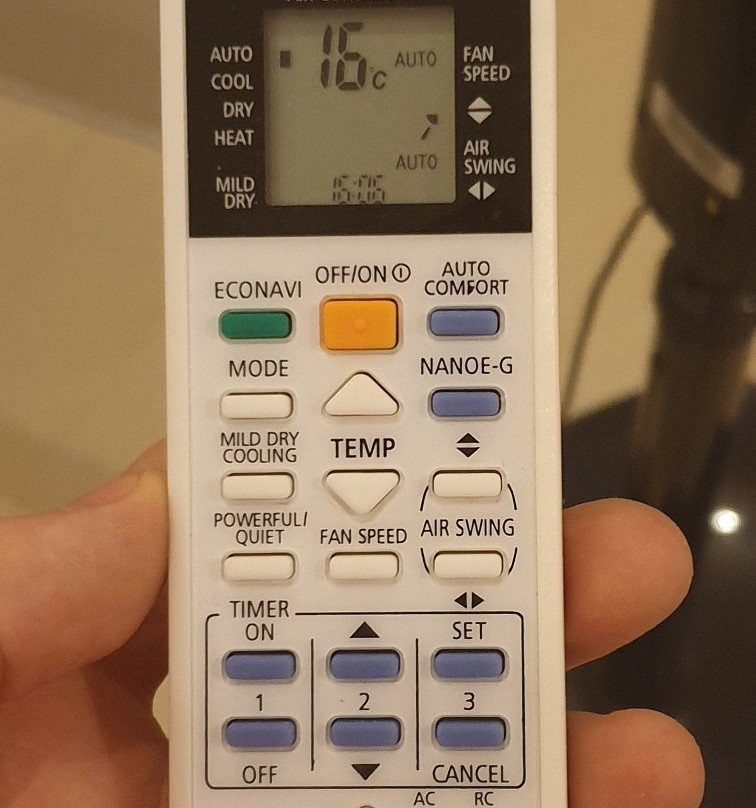 AUTO
COOL
DRY
HEAT
MILD
DRY
16°C
AUTO
AUTO
16:06
FAN
SPEED
AIR
SWING
ECONAVI
OFF/ON
AUTO
COMFORT
MODE
NANOE-G
MILD DRY
COOLING
TEMP
POWERFUL/
QUIET
FAN SPEED
AIR SWING
TIMER
ON
SET
1
2
3
OFF
CANCEL
AC
RC